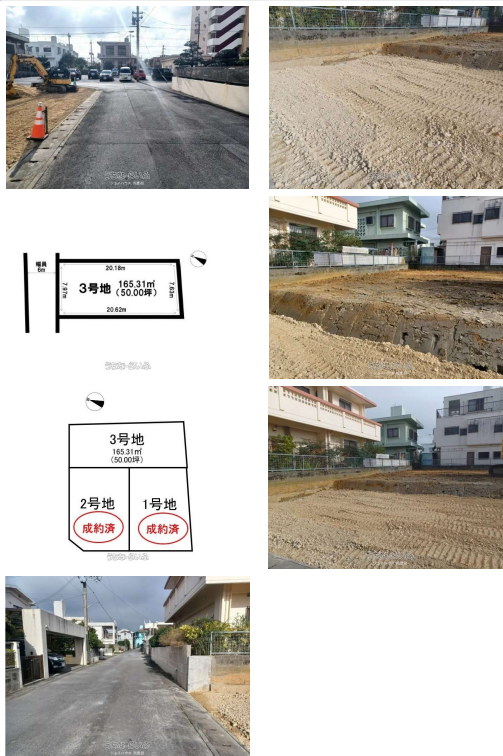 幅員
6m
20.18m
7.97m
3号地
165.31㎡
(50.00坪)
7.63m
20.62m
3号地
165.31㎡
(50.00坪)
2号地
成約済
1号地
成約済